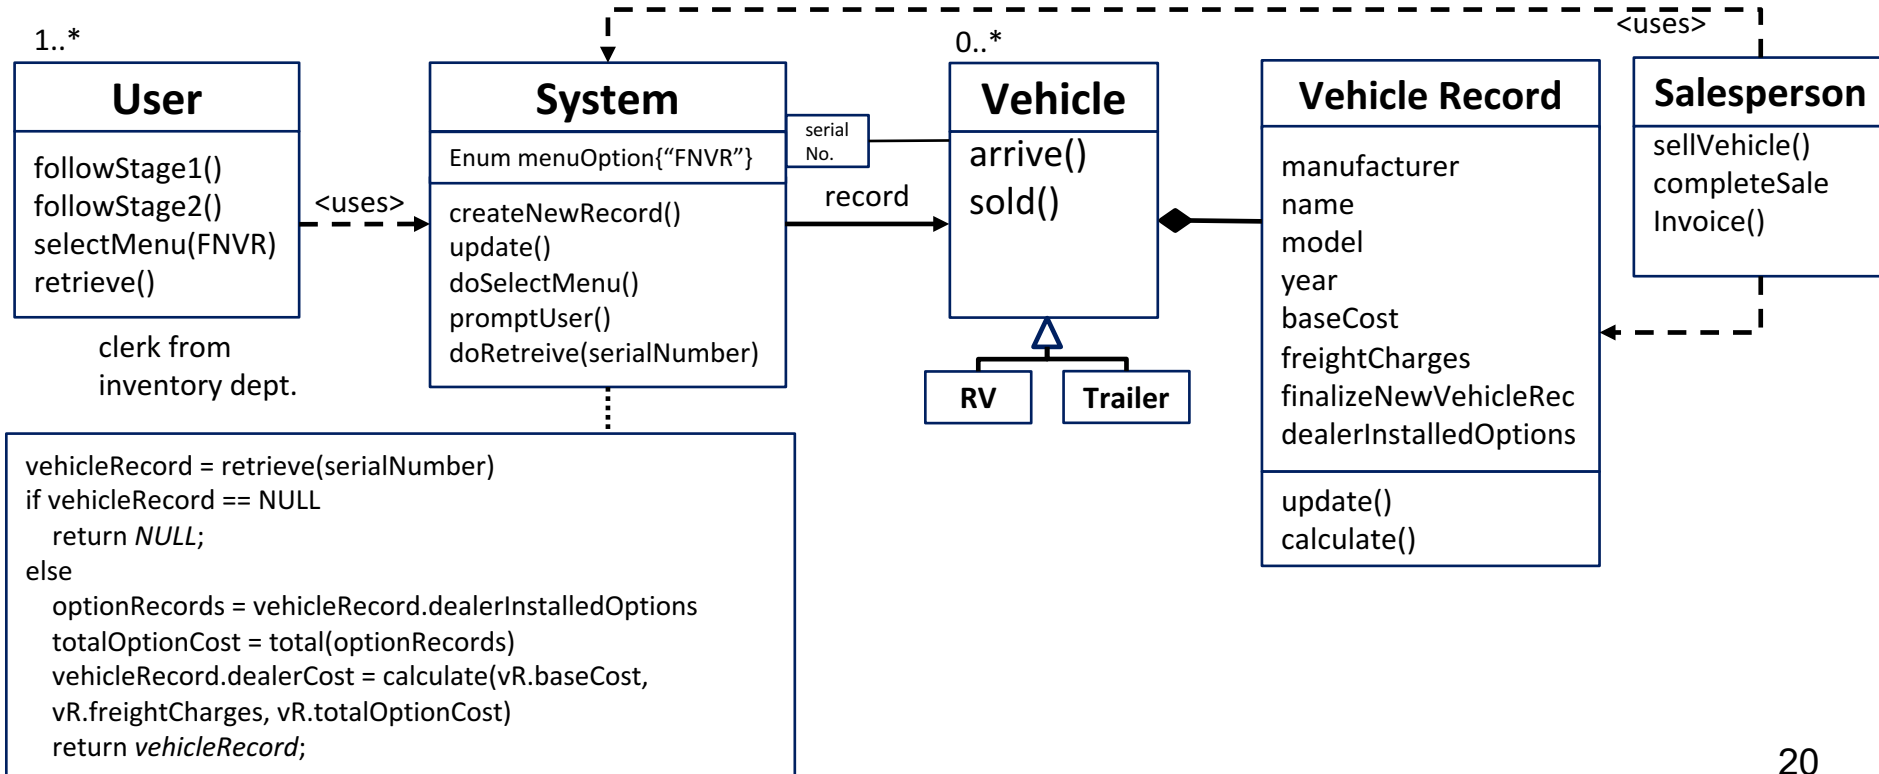 <uses>
1..*
0..*
User
followStage1()
followStage2()
selectMenu(FNVR)
retrieve()
clerk from
inventory dept.
<uses>
System
Enum menuOption{“FNVR”}
createNewRecord()
update()
doSelectMenu()
promptUser()
doRetreive(serialNumber)
serial
No.
record
Vehicle
arrive()
sold()
RV
Trailer
Vehicle Record
manufacturer
name
model
year
baseCost
freightCharges
finalizeNewVehicleRec
dealerInstalledOptions
update()
calculate()
Salesperson
sellVehicle()
completeSale
Invoice()
vehicleRecord = retrieve(serialNumber)
if vehicleRecord == NULL
return NULL;
else
optionRecords = vehicleRecord.dealerInstalledOptions
totalOptionCost = total(optionRecords)
vehicleRecord.dealerCost = calculate(vR.baseCost,
vR.freightCharges, vR.totalOptionCost)
return vehicleRecord;
20